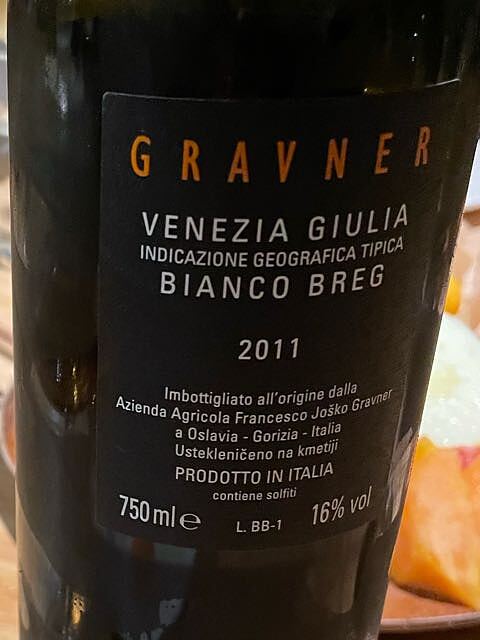 GRAVNER
VENEZIA GIULIA
INDICAZIONE GEOGRAFICA TIPICA
BIANCO BREG
2011
Imbottigliato all'origine dalla
Azienda Agricola Francesco Joško Gravner
a Oslavia - Gorizia - Italia
Ustekleničeno na kmetiji
PRODOTTO IN ITALIA
contiene solfiti
750 ml ℮ L. BB-1 16% vol